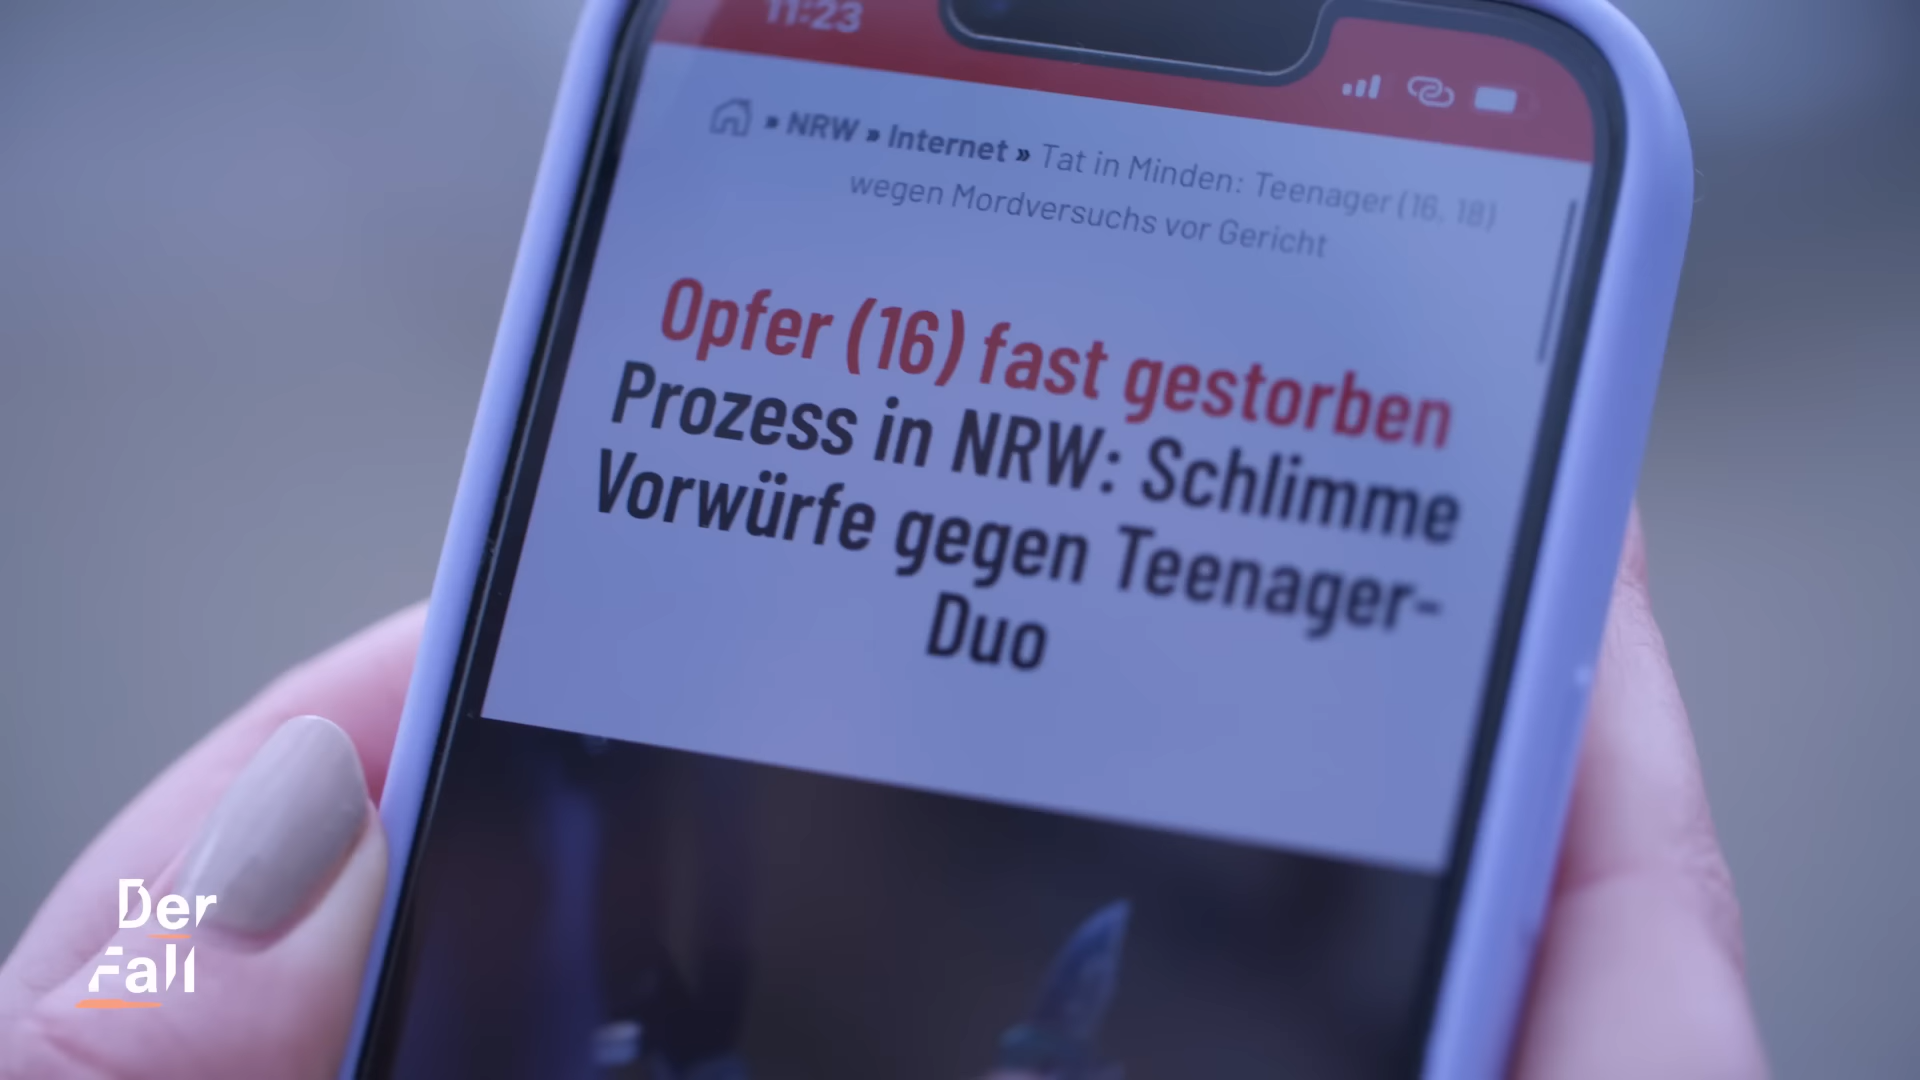 11:23
» NRW » Internet » Tat in Minden: Teenager (16, 18)
wegen Mordversuchs vor Gericht
Opfer (16) fast gestorben
Prozess in NRW: Schlimme
Vorwürfe gegen Teenager-
Duo
Der
Fall